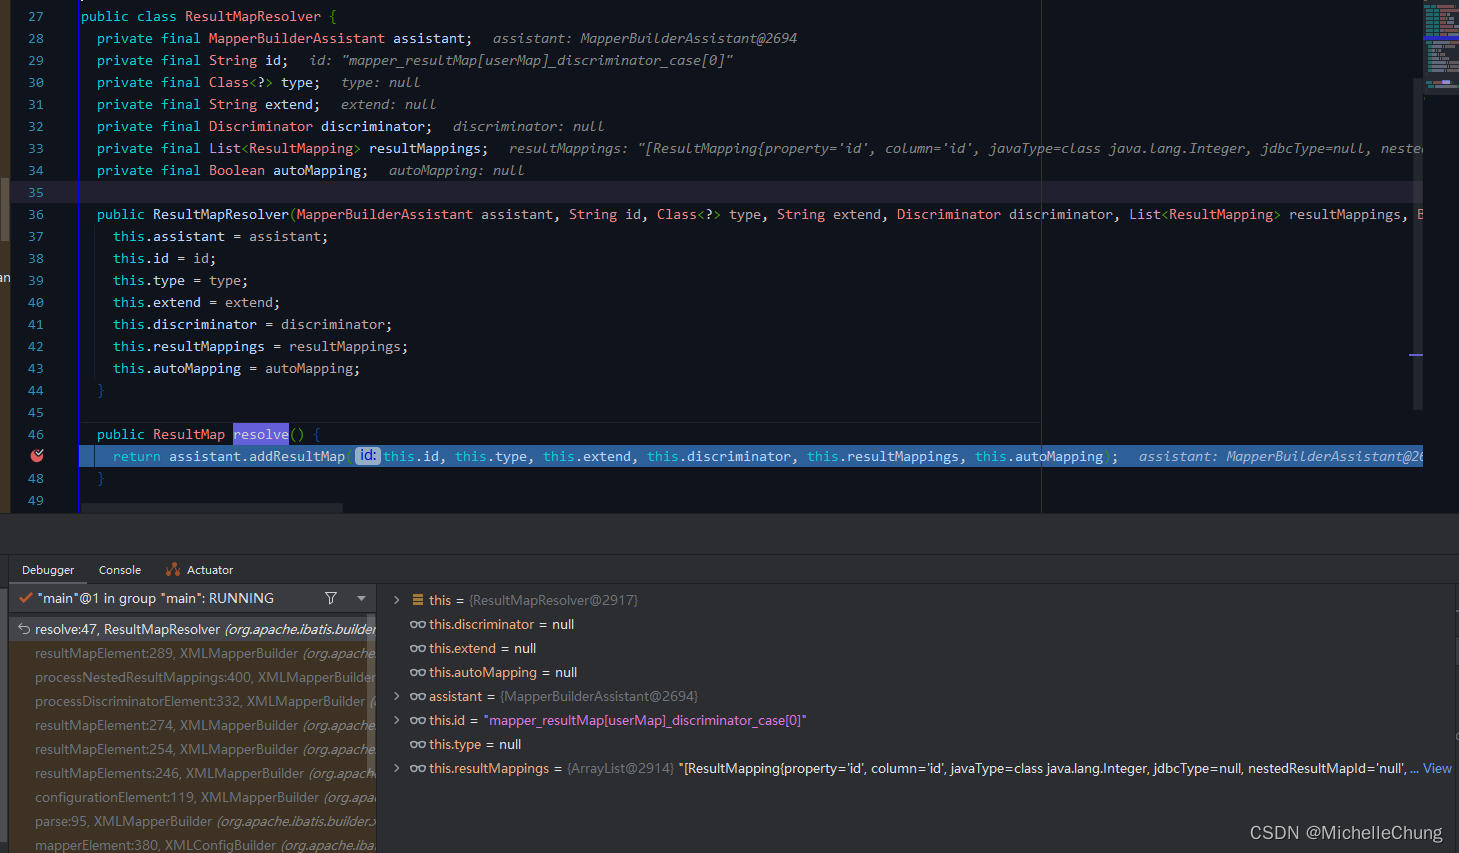 27 public class ResultMapResolver {
28 private final MapperBuilderAssistant assistant; assistant: MapperBuilderAssistant@2694
29 private final String id; id: "mapper_resultMap[userMap]_discriminator_case[0]"
30 private final Class<?> type; type: null
31 private final String extend; extend: null
32 private final Discriminator discriminator; discriminator: null
33 private final List<ResultMapping> resultMappings; resultMappings: "[ResultMapping{property='id', column='id', javaType=class java.lang.Integer, jdbcType=null, neste
34 private final Boolean autoMapping; autoMapping: null
35
36 public ResultMapResolver(MapperBuilderAssistant assistant, String id, Class<?> type, String extend, Discriminator discriminator, List<ResultMapping> resultMappings, B
37 this.assistant = assistant;
38 this.id = id;
39 this.type = type;
40 this.extend = extend;
41 this.discriminator = discriminator;
42 this.resultMappings = resultMappings;
43 this.autoMapping = autoMapping;
44 }
45
46 public ResultMap resolve() {
return assistant.addResultMap( id: this.id, this.type, this.extend, this.discriminator, this.resultMappings, this.autoMapping); assistant: MapperBuilderAssistant@26
48 }
49
an
Debugger Console Actuator
"main"@1 in group "main": RUNNING
resolve:47, ResultMapResolver (org.apache.ibatis.builder
resultMapElement:289, XMLMapperBuilder (org.apache
processNestedResultMappings:400, XMLMapperBuilder
processDiscriminatorElement:332, XMLMapperBuilder (
resultMapElement:274, XMLMapperBuilder (org.apache
resultMapElement:254, XMLMapperBuilder (org.apache
resultMapElements:246, XMLMapperBuilder (org.apach
configurationElement:119, XMLMapperBuilder (org.apa
parse:95, XMLMapperBuilder (org.apache.ibatis.builder.x
mapperElement:380, XMLConfigBuilder (org.apache.iba
this = {ResultMapResolver@2917}
this.discriminator = null
this.extend = null
this.autoMapping = null
assistant = {MapperBuilderAssistant@2694}
this.id = "mapper_resultMap[userMap]_discriminator_case[0]"
this.type = null
this.resultMappings = {ArrayList@2914} "[ResultMapping{property='id', column='id', javaType=class java.lang.Integer, jdbcType=null, nestedResultMapId='null',... View
CSDN @MichelleChung